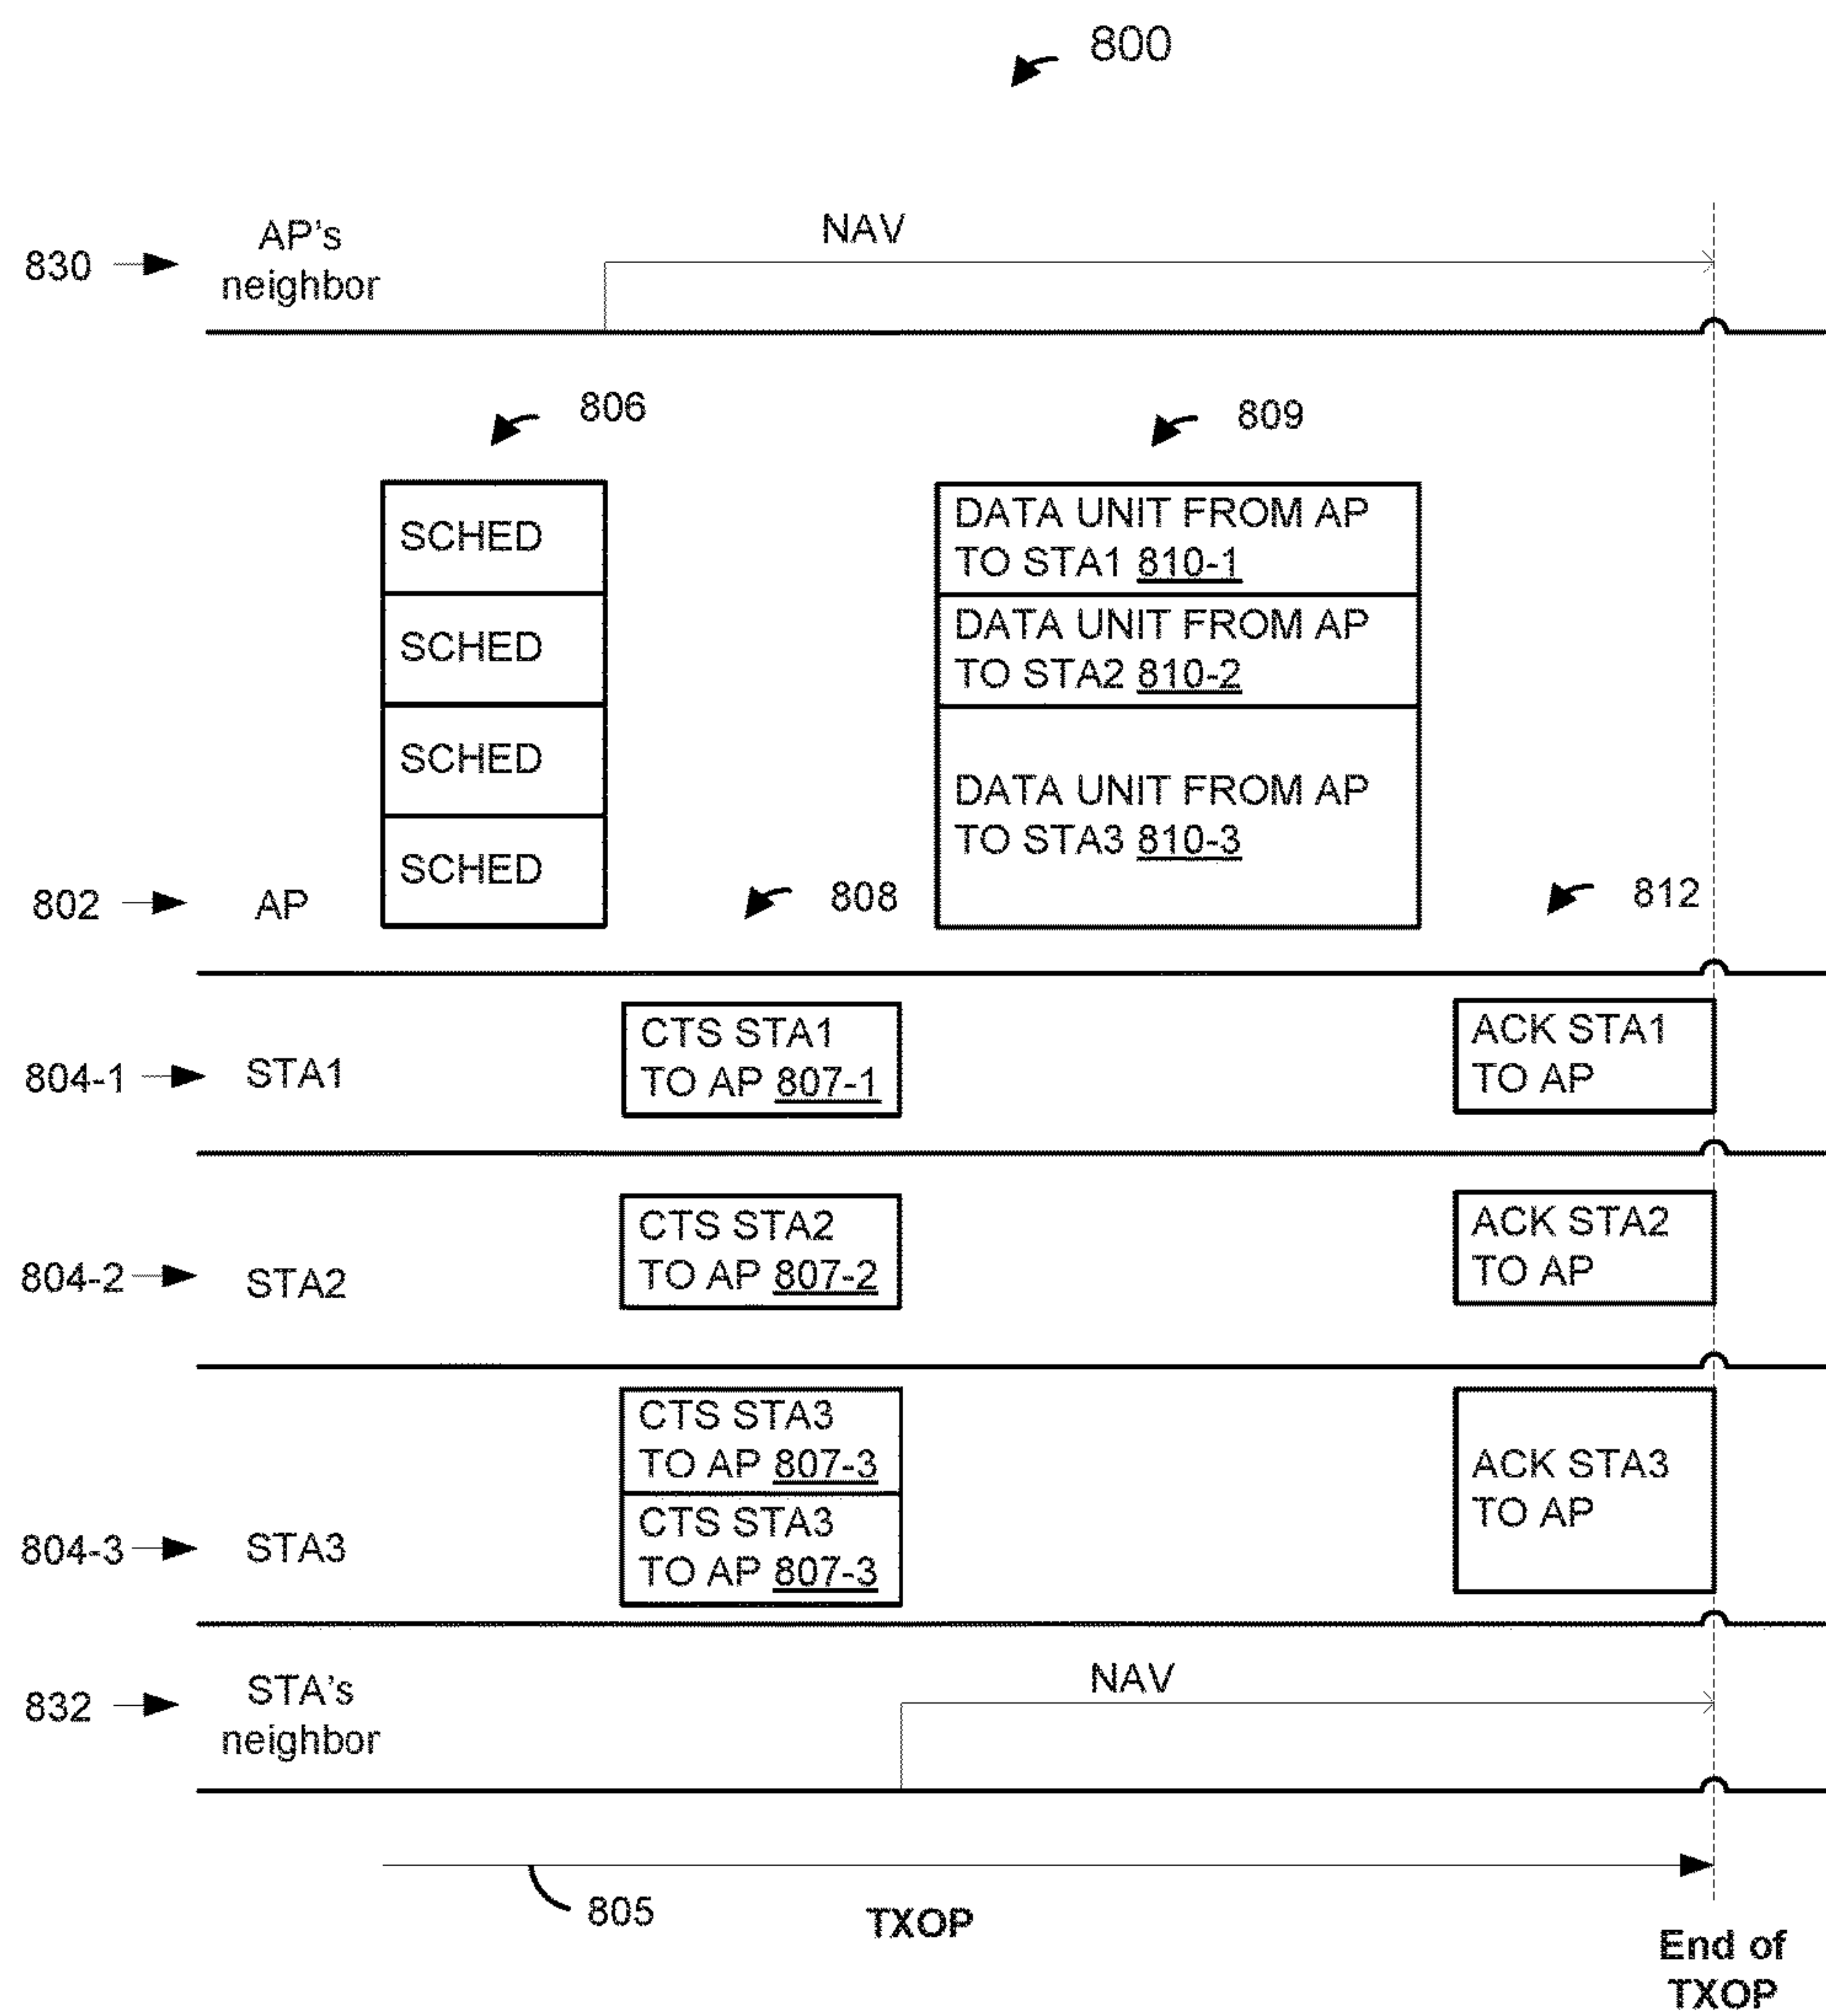 800
AP's
neighbor
830
NAV
806
809
SCHED
SCHED
SCHED
SCHED
DATA UNIT FROM AP
TO STA1 810-1
DATA UNIT FROM AP
TO STA2 810-2
DATA UNIT FROM AP
TO STA3 810-3
802
AP
808
812
804-1
STA1
CTS STA1
TO AP 807-1
ACK STA1
TO AP
804-2
STA2
CTS STA2
TO AP 807-2
ACK STA2
TO AP
804-3
STA3
CTS STA3
TO AP 807-3
CTS STA3
TO AP 807-3
ACK STA3
TO AP
832
STA's
neighbor
NAV
805
TXOP
End of
TXOP